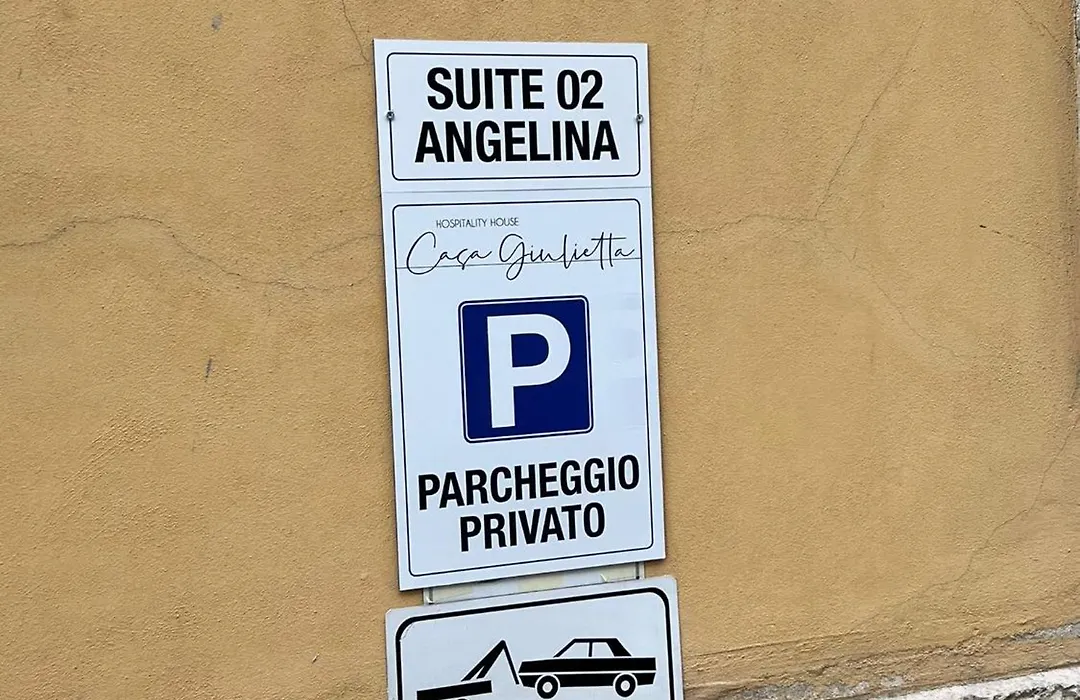 SUITE 02
ANGELINA
HOSPITALITY HOUSE
Casa Giulietta
P
PARCHEGGIO
PRIVATO